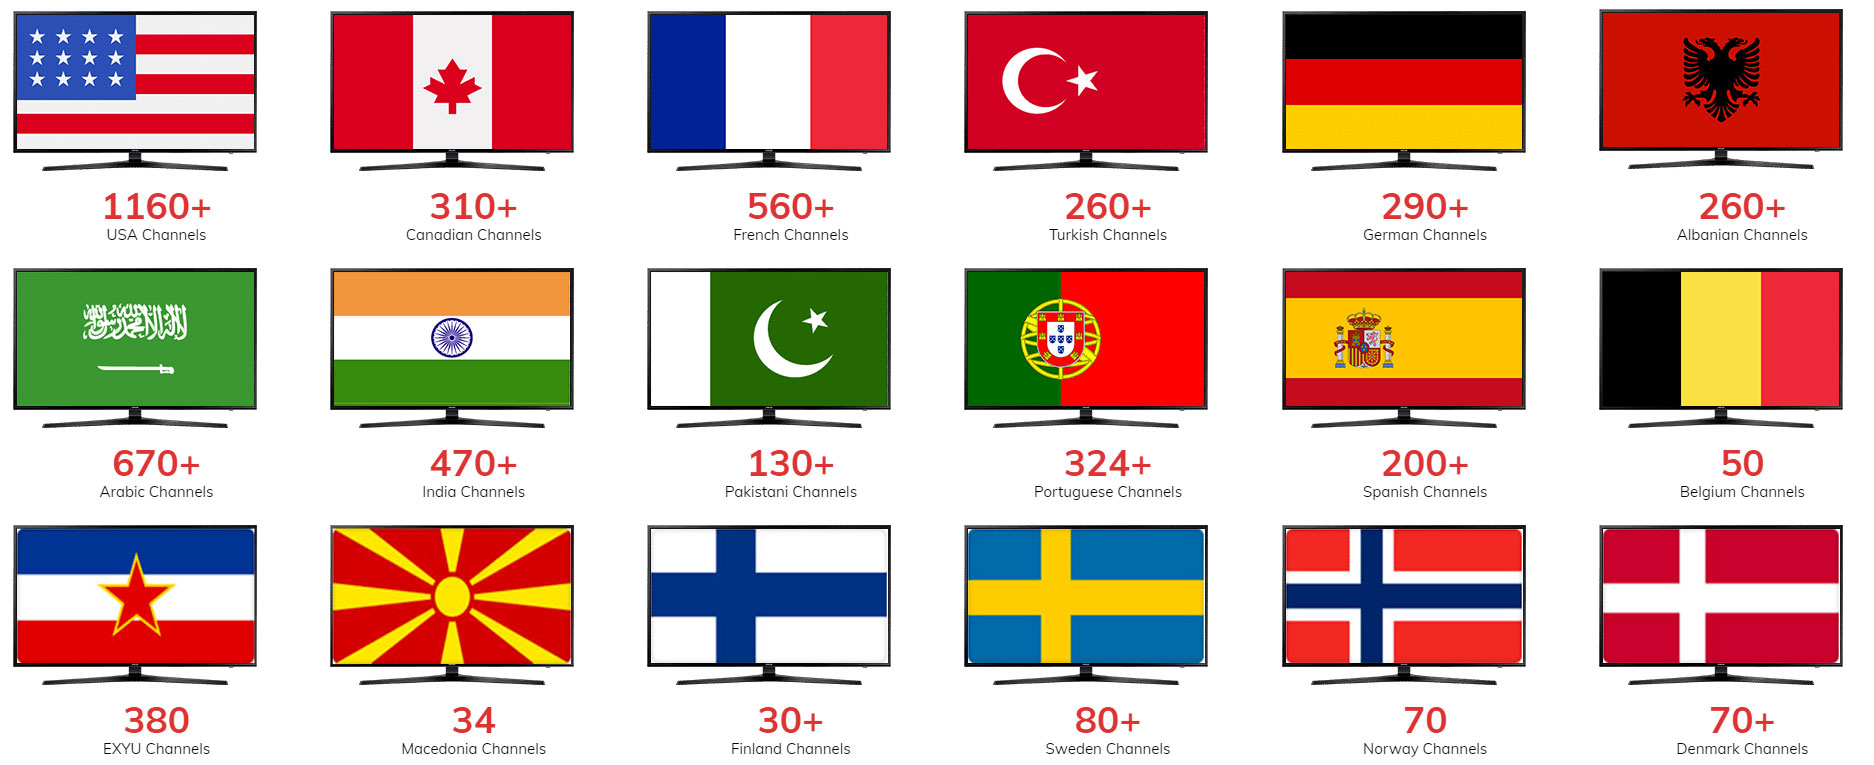 1160+
USA Channels
310+
Canadian Channels
560+
French Channels
260+
Turkish Channels
290+
German Channels
260+
Albanian Channels
670+
Arabic Channels
470+
India Channels
130+
Pakistani Channels
324+
Portuguese Channels
200+
Spanish Channels
50
Belgium Channels
380
EXYU Channels
34
Macedonia Channels
30+
Finland Channels
80+
Sweden Channels
70
Norway Channels
70+
Denmark Channels